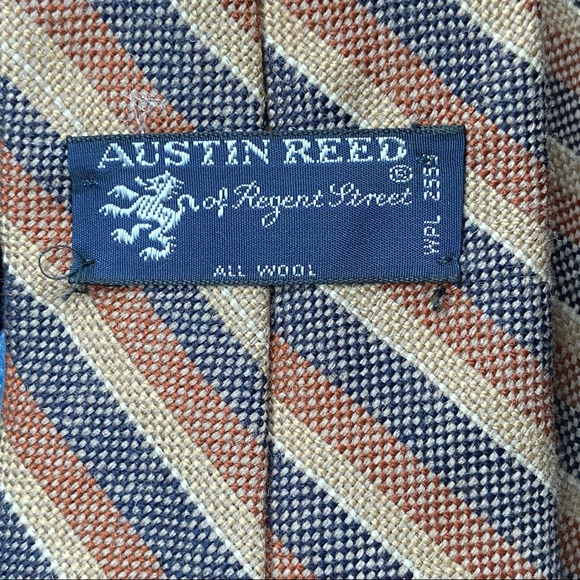 AUSTIN REED®
of Regent Street
ALL WOOL
WPL 2559